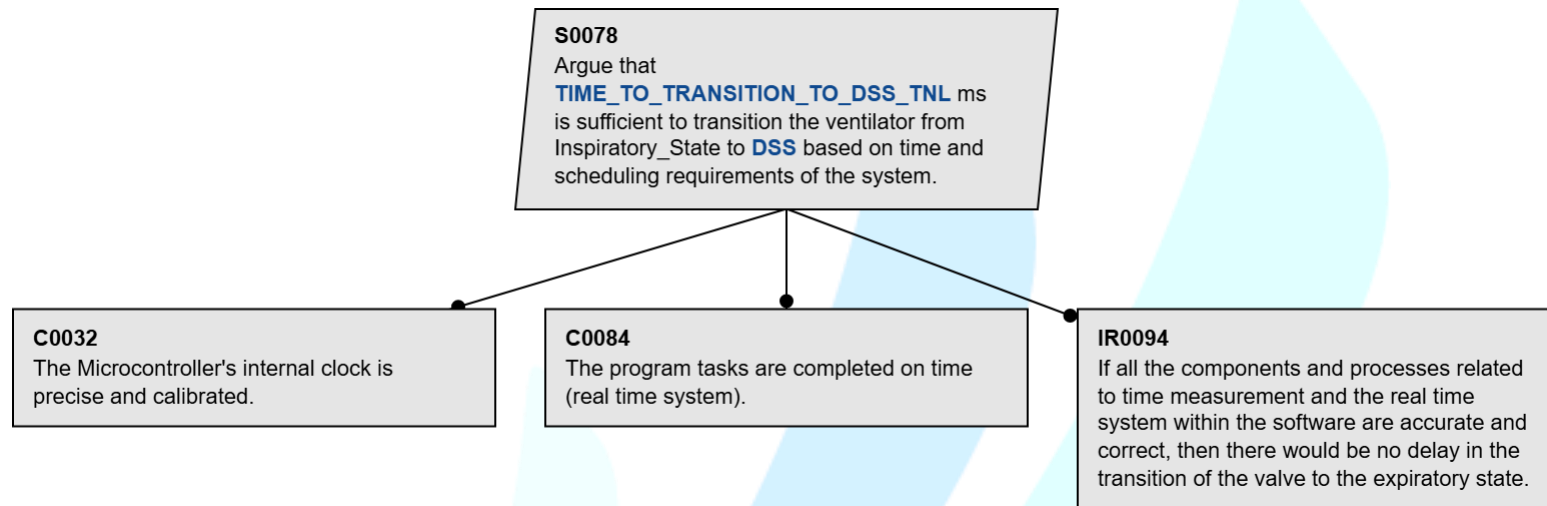 S0078
Argue that
TIME_TO_TRANSITION_TO_DSS_TNL ms
is sufficient to transition the ventilator from
Inspiratory_State to DSS based on time and
scheduling requirements of the system.
C0032
The Microcontroller's internal clock is
precise and calibrated.
C0084
The program tasks are completed on time
(real time system).
IR0094
If all the components and processes related
to time measurement and the real time
system within the software are accurate and
correct, then there would be no delay in the
transition of the valve to the expiratory state.